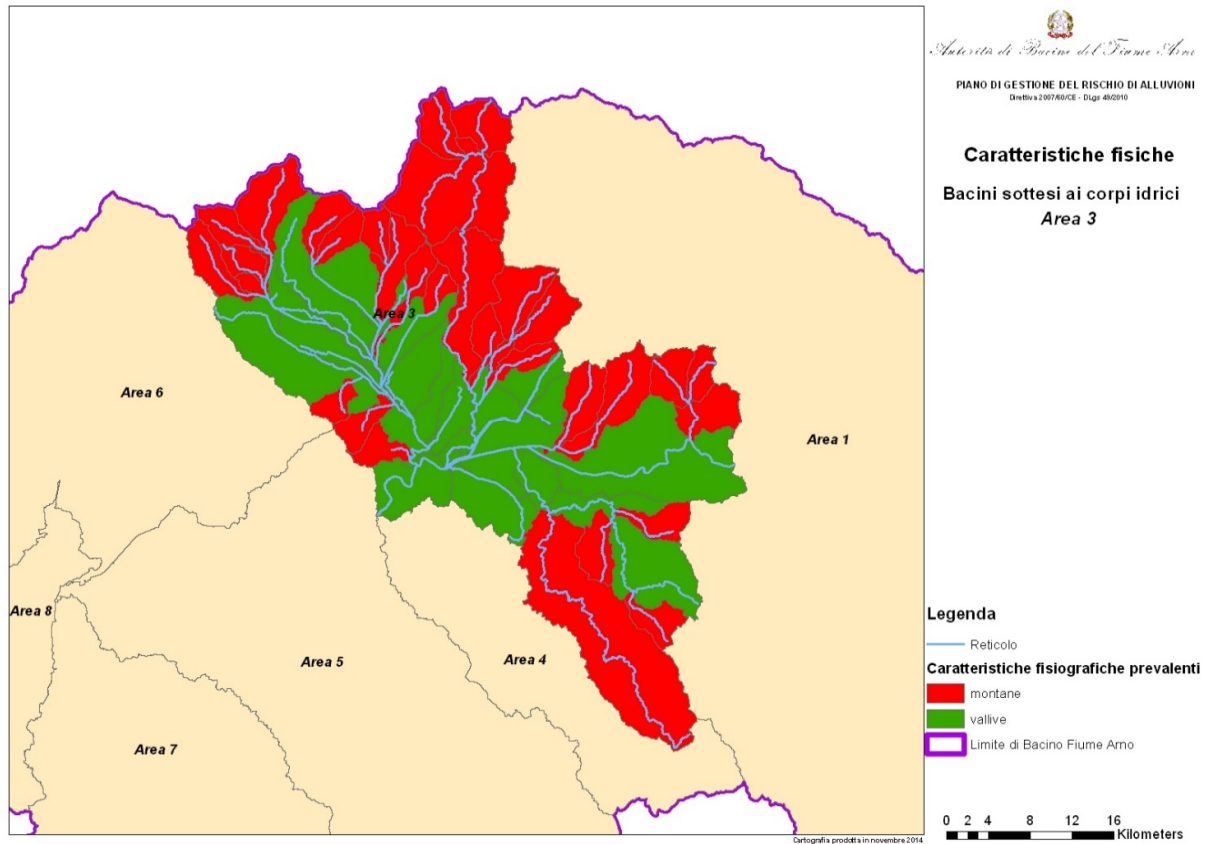 Autorità di Bacino del Fiume Arno
PIANO DI GESTIONE DEL RISCHIO DI ALLUVIONI
Direttiva 2007/60/CE - DLgs 49/2010
Caratteristiche fisiche
Bacini sottesi ai corpi idrici
Area 3
Area 3
Area 6
Area 1
Area 8
Area 5
Area 4
Area 7
Legenda
Reticolo
Caratteristiche fisiografiche prevalenti
montane
vallive
Limite di Bacino Fiume Arno
0 2 4 8 12 16
Kilometers
Cartografia prodotta in novembre 2014